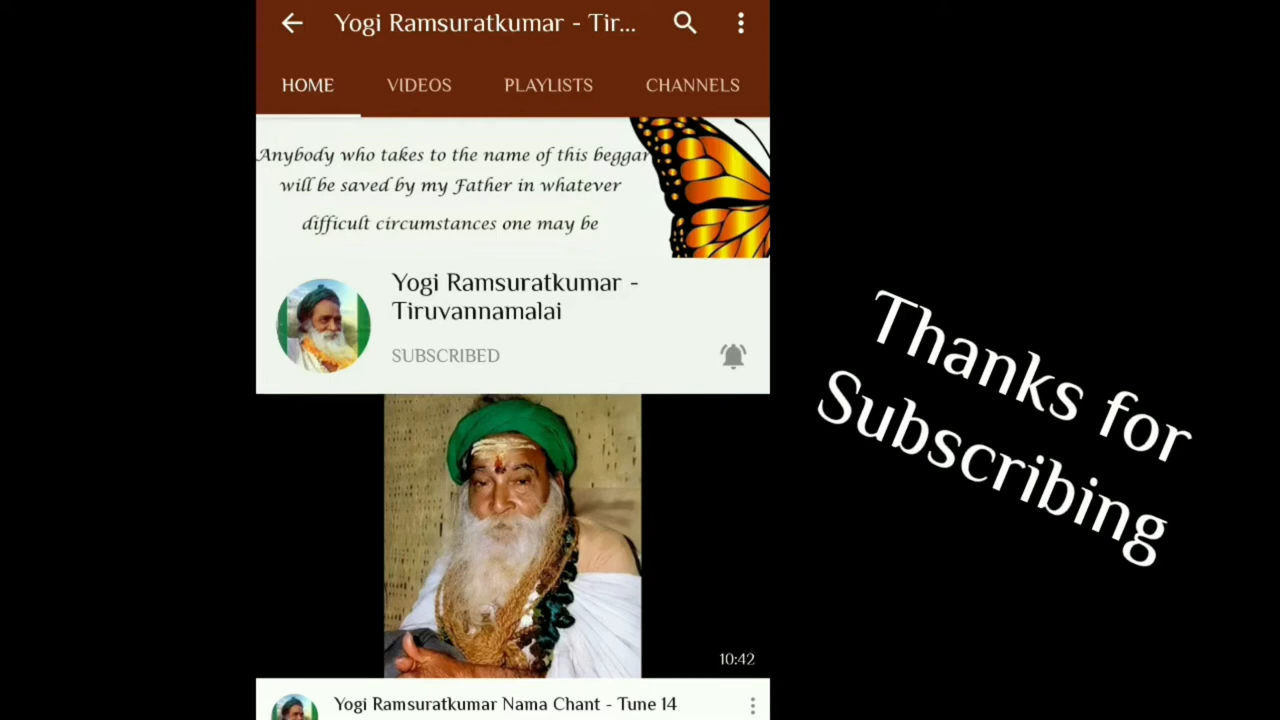 Yogi Ramsuratkumar - Tir...
HOME VIDEOS PLAYLISTS CHANNELS
Anybody who takes to the name of this beggar
will be saved by my Father in whatever
difficult circumstances one may be
Yogi Ramsuratkumar -
Tiruvannamalai
SUBSCRIBED
10:42
Yogi Ramsuratkumar Nama Chant - Tune 14
Thanks for
Subscribing